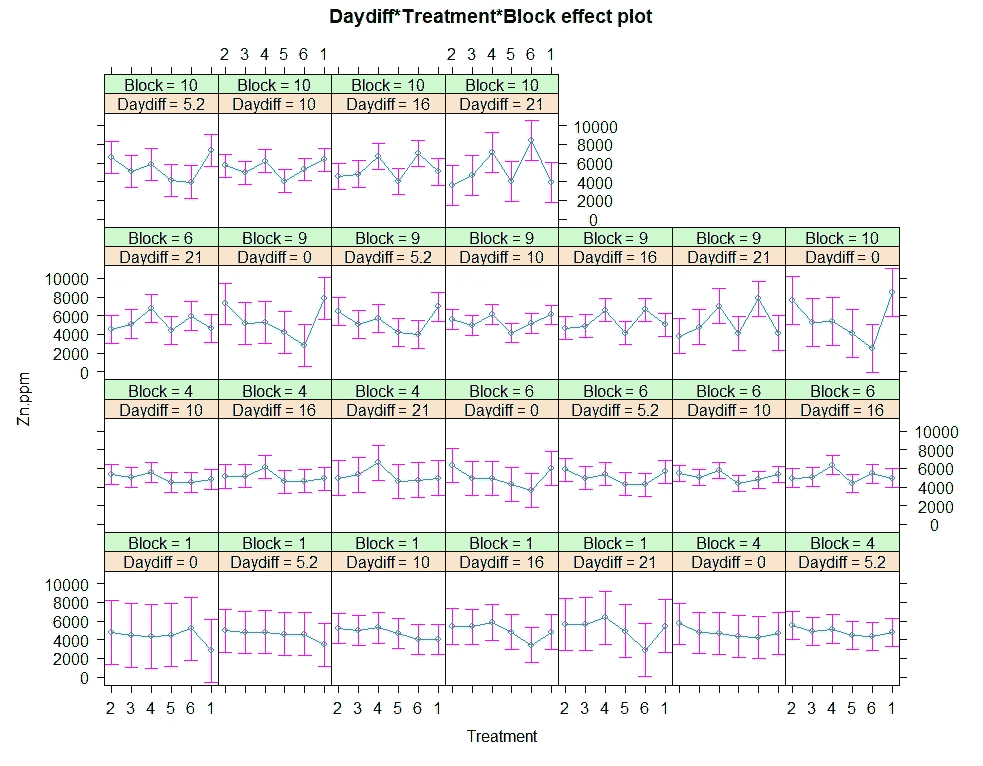 Daydiff*Treatment*Block effect plot
2 3 4 5 6 1 2 3 4 5 6 1
Block = 10 Block = 10 Block = 10 Block = 10
Daydiff = 5.2 Daydiff = 10 Daydiff = 16 Daydiff = 21
10000
8000
6000
4000
2000
0
Block = 6 Block = 9 Block = 9 Block = 9 Block = 9 Block = 9 Block = 10
Daydiff = 21 Daydiff = 0 Daydiff = 5.2 Daydiff = 10 Daydiff = 16 Daydiff = 21 Daydiff = 0
10000
8000
6000
4000
2000
0
Zn.ppm
Block = 4 Block = 4 Block = 4 Block = 6 Block = 6 Block = 6 Block = 6
Daydiff = 10 Daydiff = 16 Daydiff = 21 Daydiff = 0 Daydiff = 5.2 Daydiff = 10 Daydiff = 16
10000
8000
6000
4000
2000
0
Block = 1 Block = 1 Block = 1 Block = 1 Block = 1 Block = 4 Block = 4
Daydiff = 0 Daydiff = 5.2 Daydiff = 10 Daydiff = 16 Daydiff = 21 Daydiff = 0 Daydiff = 5.2
10000
8000
6000
4000
2000
0
2 3 4 5 6 1 2 3 4 5 6 1 2 3 4 5 6 1 2 3 4 5 6 1
Treatment